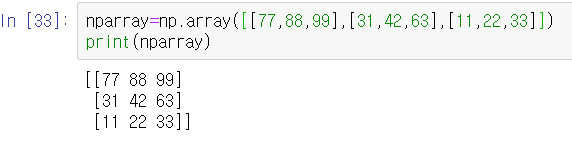 In [33]: nparray=np.array([[77,88,99],[31,42,63],[11,22,33]])
print(nparray)
[[77 88 99]
[31 42 63]
[11 22 33]]